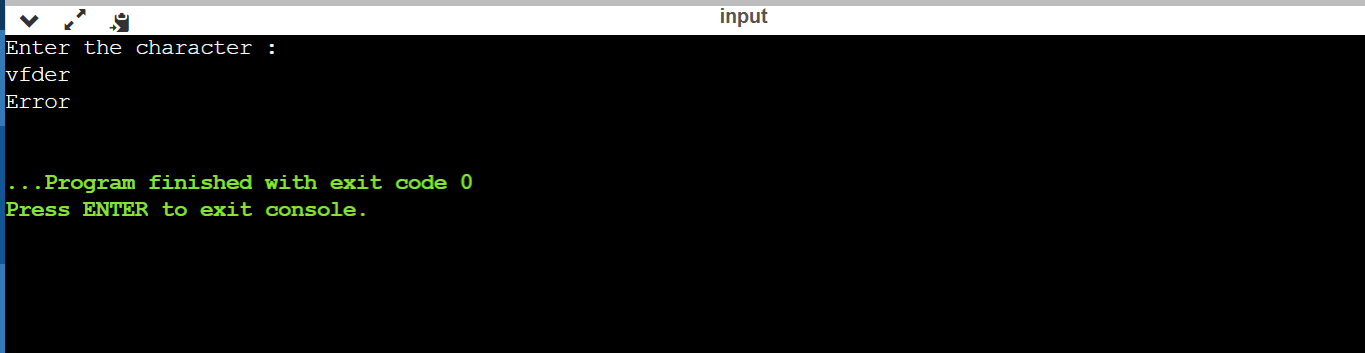 input
Enter the character :
vfder
Error
...Program finished with exit code 0
Press ENTER to exit console.